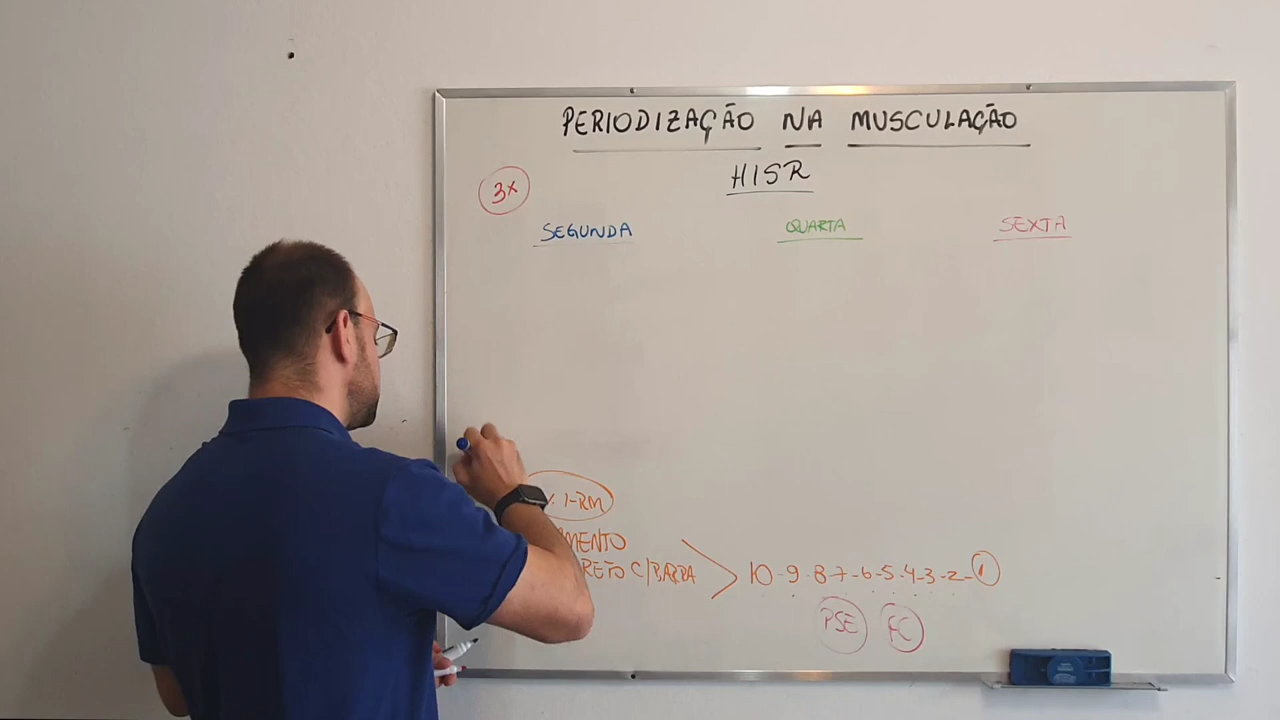 PERIODIZAÇÃO NA MUSCULAÇÃO
HISR
3x
SEGUNDA QUARTA SEXTA
% 1-RM
AMENTO
RETO C/BARRA 10-9-8-7-6-5-4-3-2-1
PSE FC